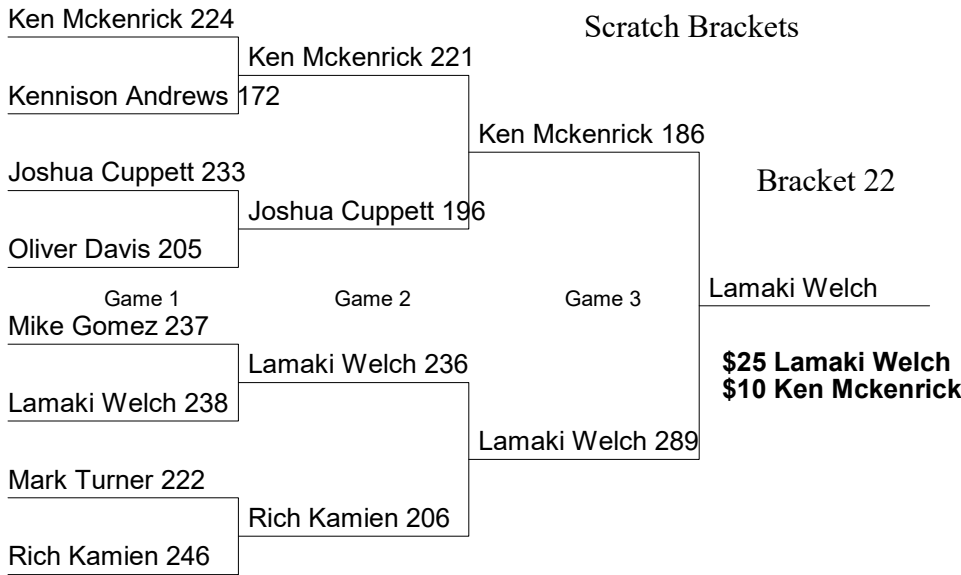 Ken Mckenrick 224
Scratch Brackets
Ken Mckenrick 221
Kennison Andrews 172
Ken Mckenrick 186
Joshua Cuppett 233
Bracket 22
Joshua Cuppett 196
Oliver Davis 205
Game 1
Game 2
Game 3
Lamaki Welch
Mike Gomez 237
Lamaki Welch 236
$25 Lamaki Welch
$10 Ken Mckenrick
Lamaki Welch 238
Lamaki Welch 289
Mark Turner 222
Rich Kamien 206
Rich Kamien 246